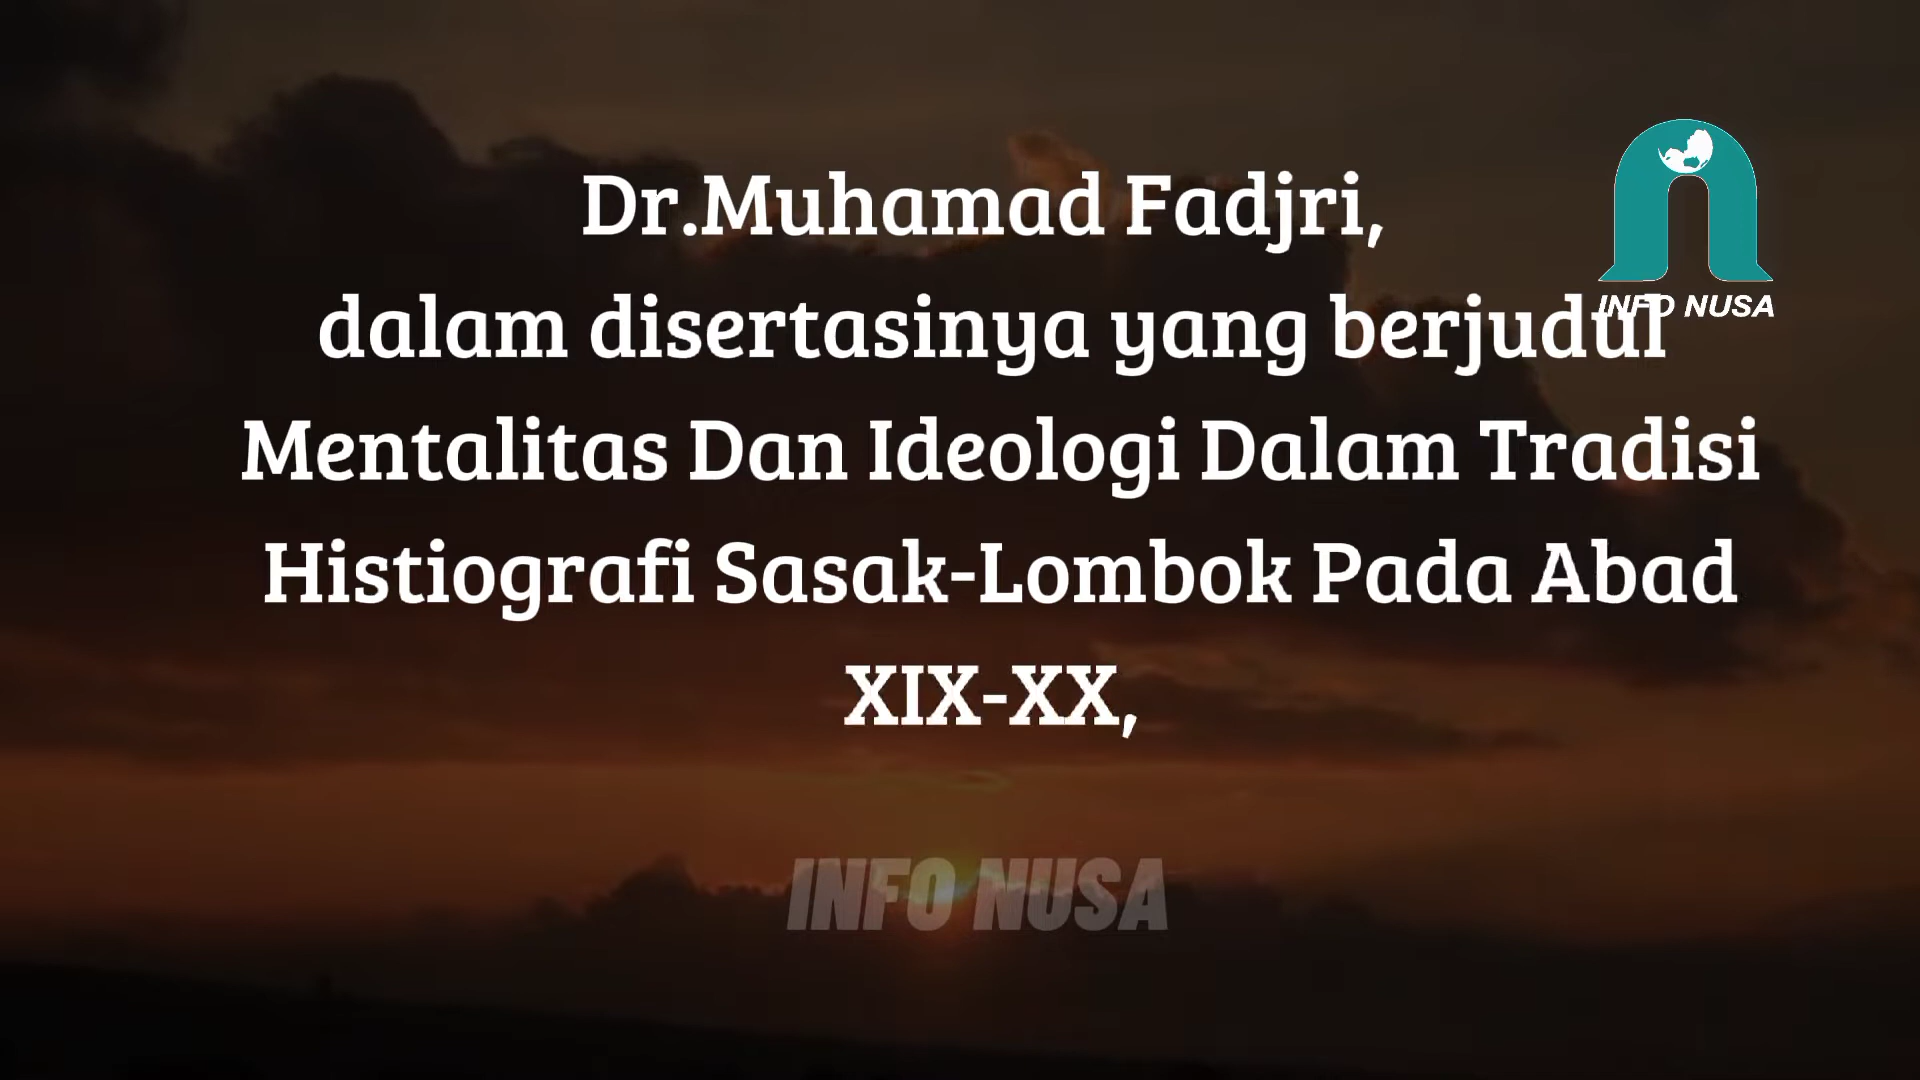 Dr.Muhamad Fadjri,
INFO NUSA
dalam disertasinya yang berjudul
Mentalitas Dan Ideologi Dalam Tradisi
Histiografi Sasak-Lombok Pada Abad
XIX-XX,
INFO NUSA